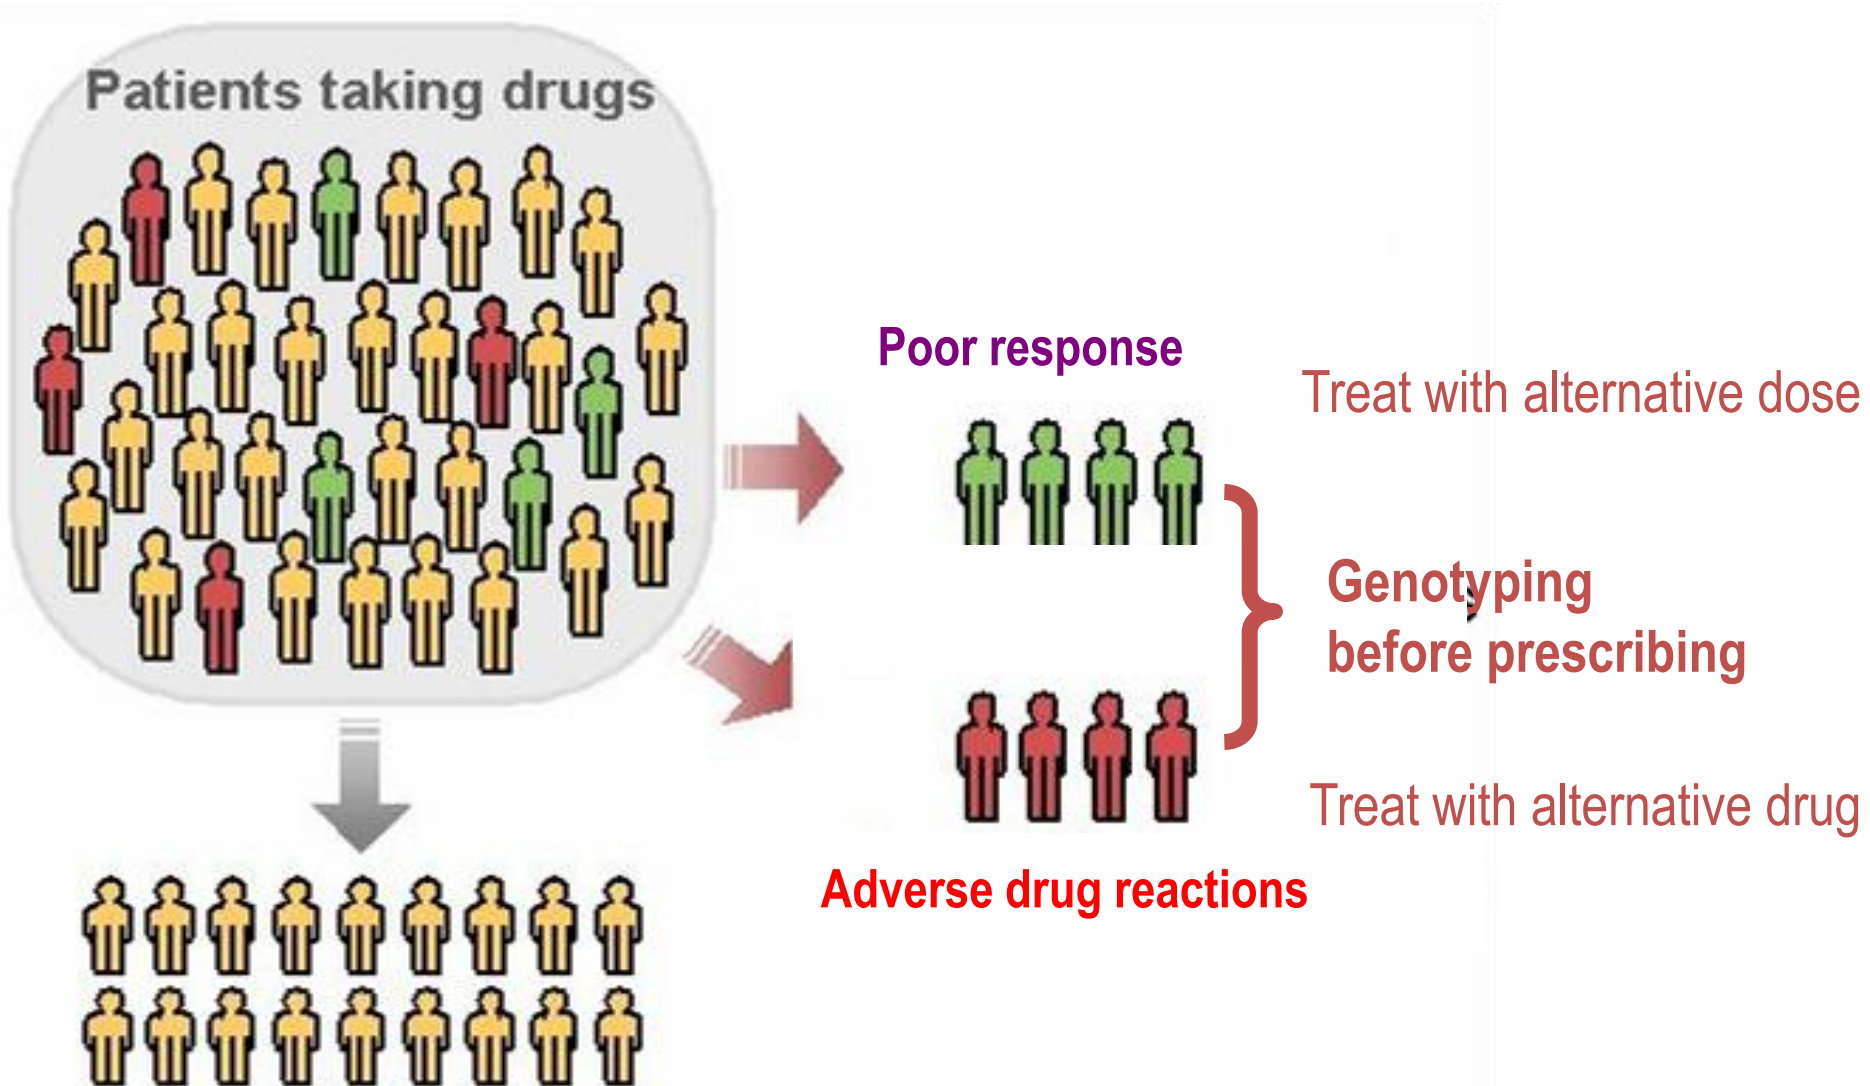 Patients taking drugs
Poor response
Treat with alternative dose
Genotyping
before prescribing
Treat with alternative drug
Adverse drug reactions